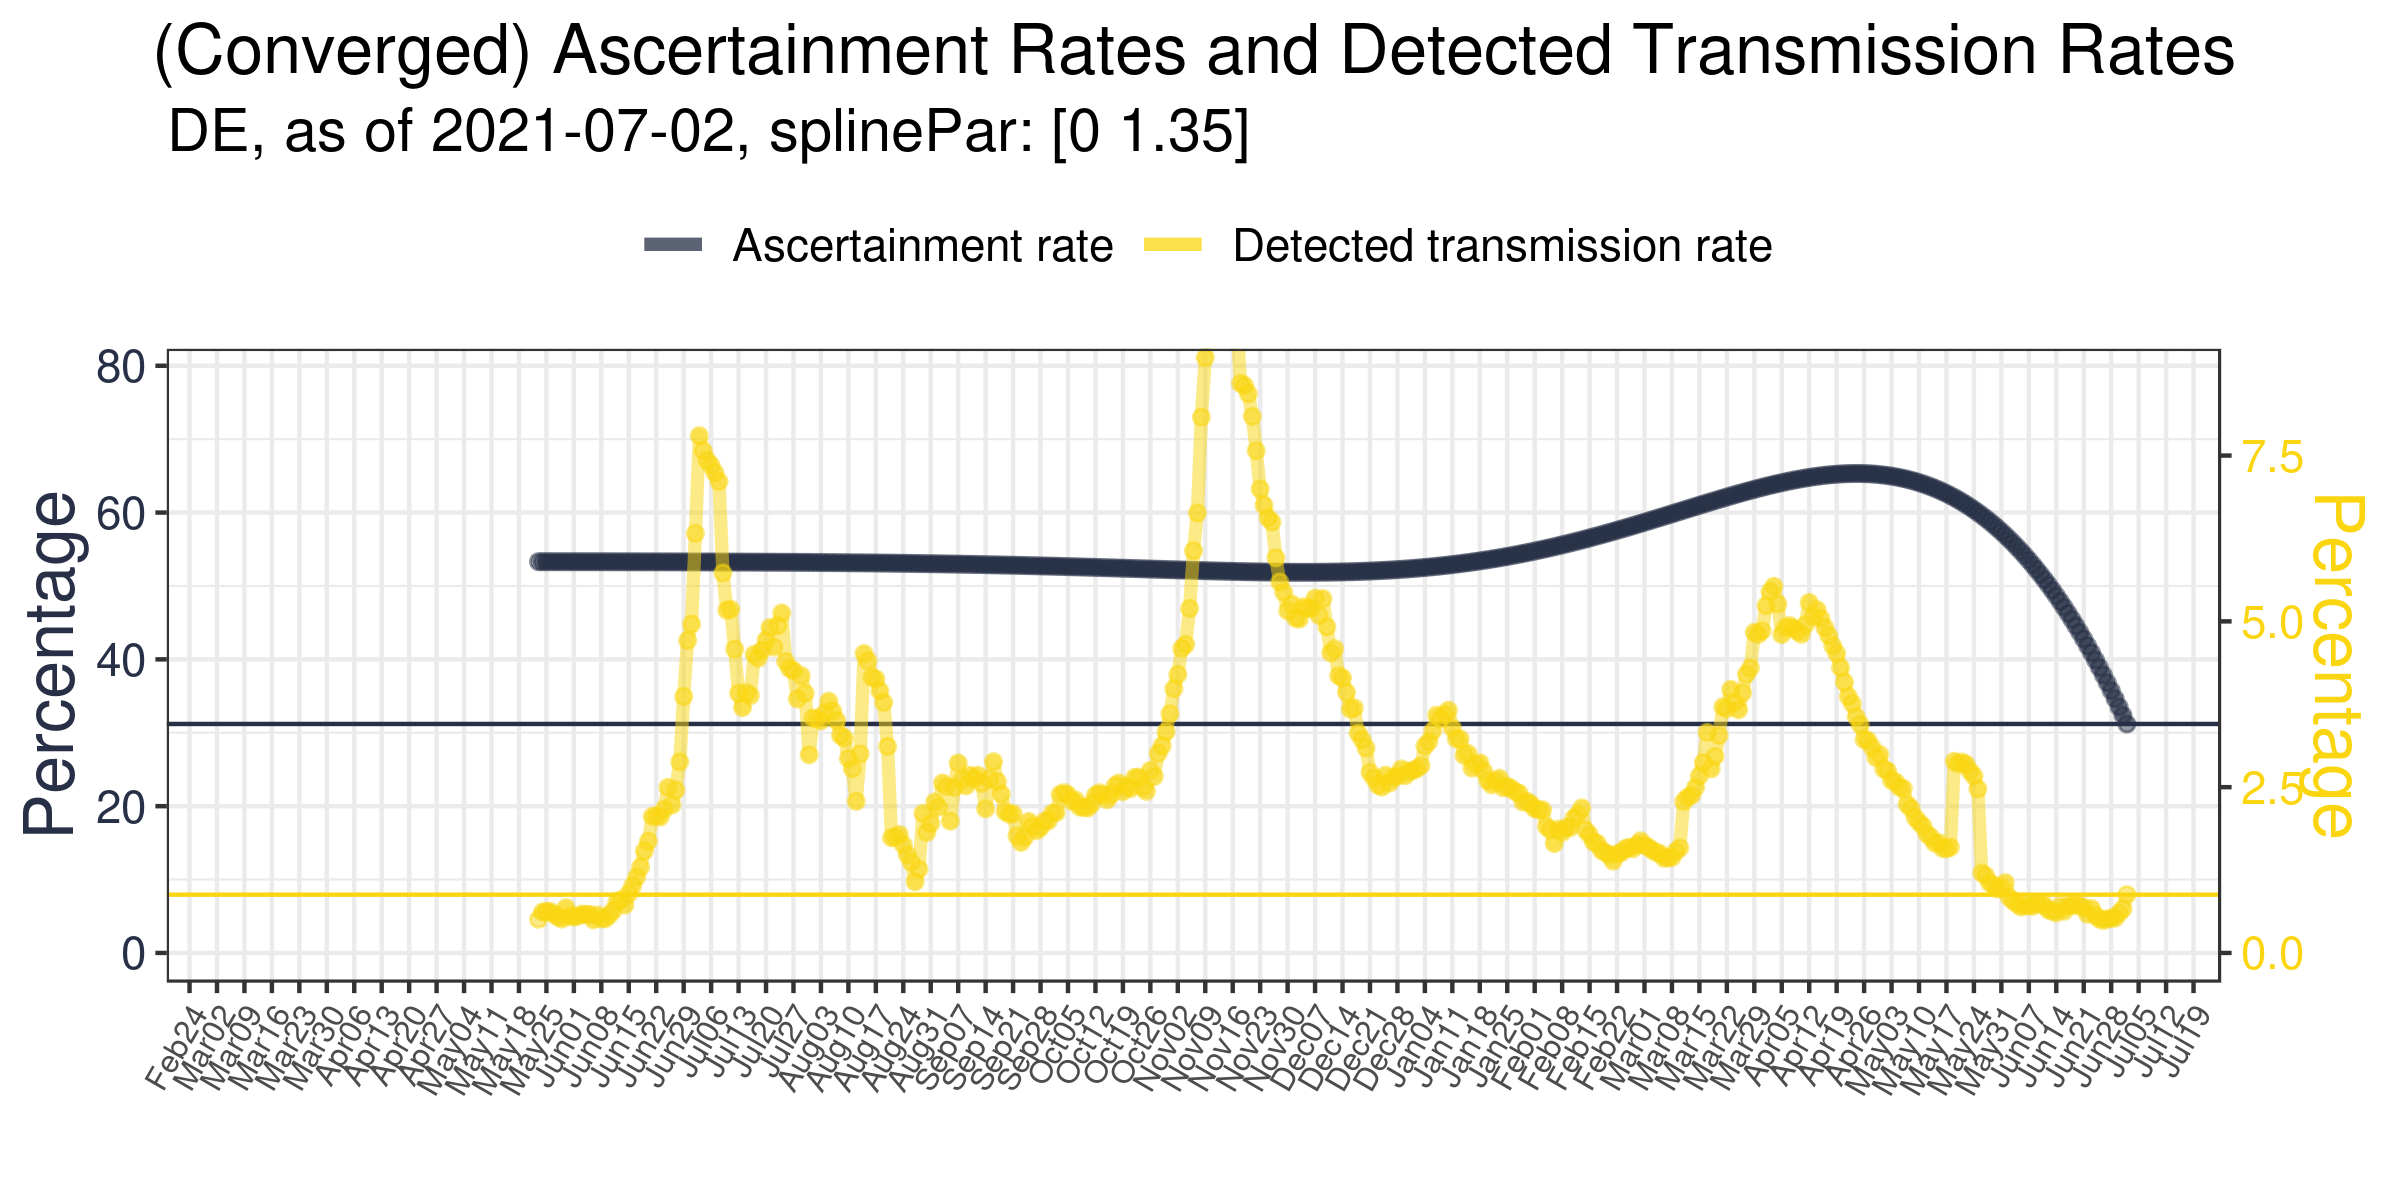 (Converged) Ascertainment Rates and Detected Transmission Rates
DE, as of 2021-07-02, splinePar: [0 1.35]
Ascertainment rate Detected transmission rate
80
60
40
20
0
Percentage
7.5
5.0
2.5
0.0
Percentage
Feb24 Mar02 Mar09 Mar16 Mar23 Mar30 Apr06 Apr13 Apr20 Apr27 May04 May11 May18 May25 Jun01 Jun08 Jun15 Jun22 Jun29 Jul06 Jul13 Jul20 Jul27 Aug03 Aug10 Aug17 Aug24 Aug31 Sep07 Sep14 Sep21 Sep28 Oct05 Oct12 Oct19 Oct26 Nov02 Nov09 Nov16 Nov23 Nov30 Dec07 Dec14 Dec21 Dec28 Jan04 Jan11 Jan18 Jan25 Feb01 Feb08 Feb15 Feb22 Mar01 Mar08 Mar15 Mar22 Mar29 Apr05 Apr12 Apr19 Apr26 May03 May10 May17 May24 May31 Jun07 Jun14 Jun21 Jun28 Jul05 Jul12 Jul19